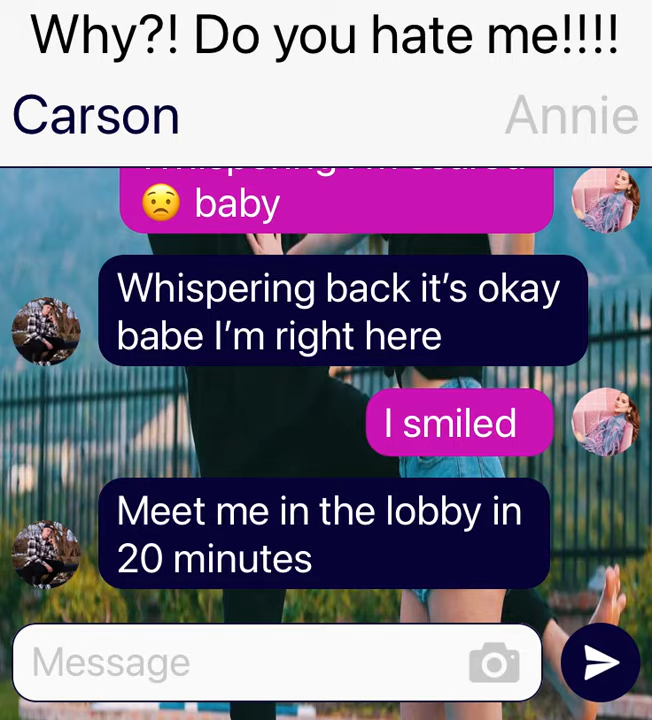 Why?! Do you hate me!!!!
Carson
Annie
😟 baby
Whispering back it’s okay
babe I’m right here
I smiled
Meet me in the lobby in
20 minutes
Message